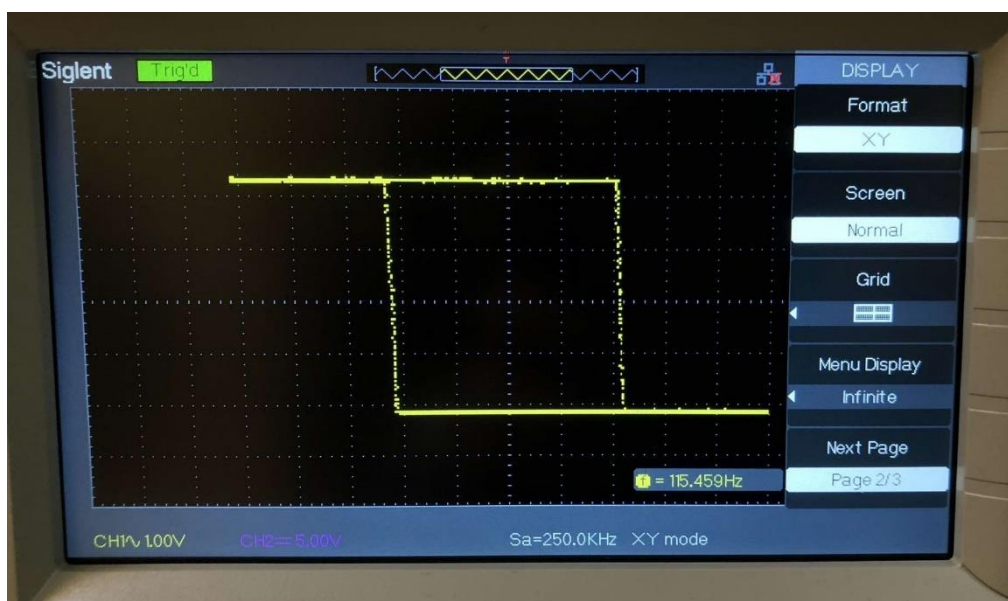 Siglent Trig'd
T
DISPLAY
Format
XY
Screen
Normal
Grid
Menu Display
Infinite
Next Page
Page 2/3
T = 115.459Hz
CH1∿ 1.00V CH2⎓ 5.00V Sa=250.0KHz XY mode